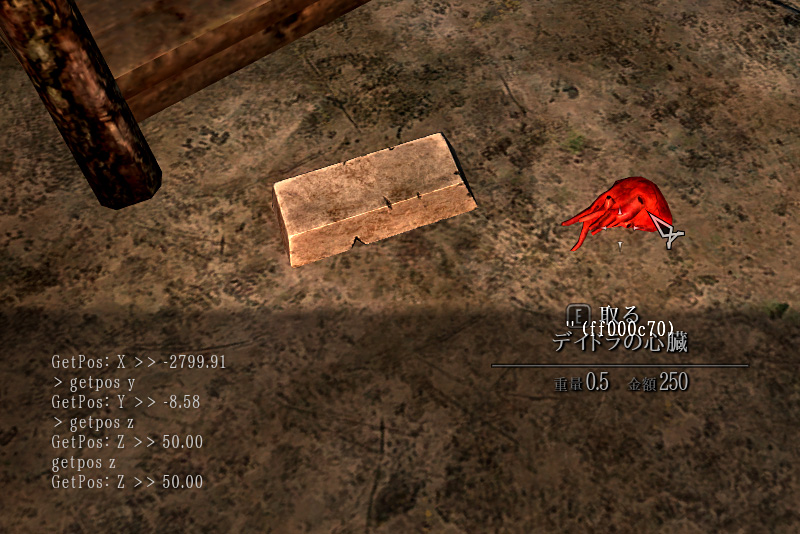 GetPos: X >> -2799.91
> getpos y
GetPos: Y >> -8.58
> getpos z
GetPos: Z >> 50.00
getpos z
GetPos: Z >> 50.00
E 取る
" (ff000c70)
デイドラの心臓
重量 0.5 金額 250